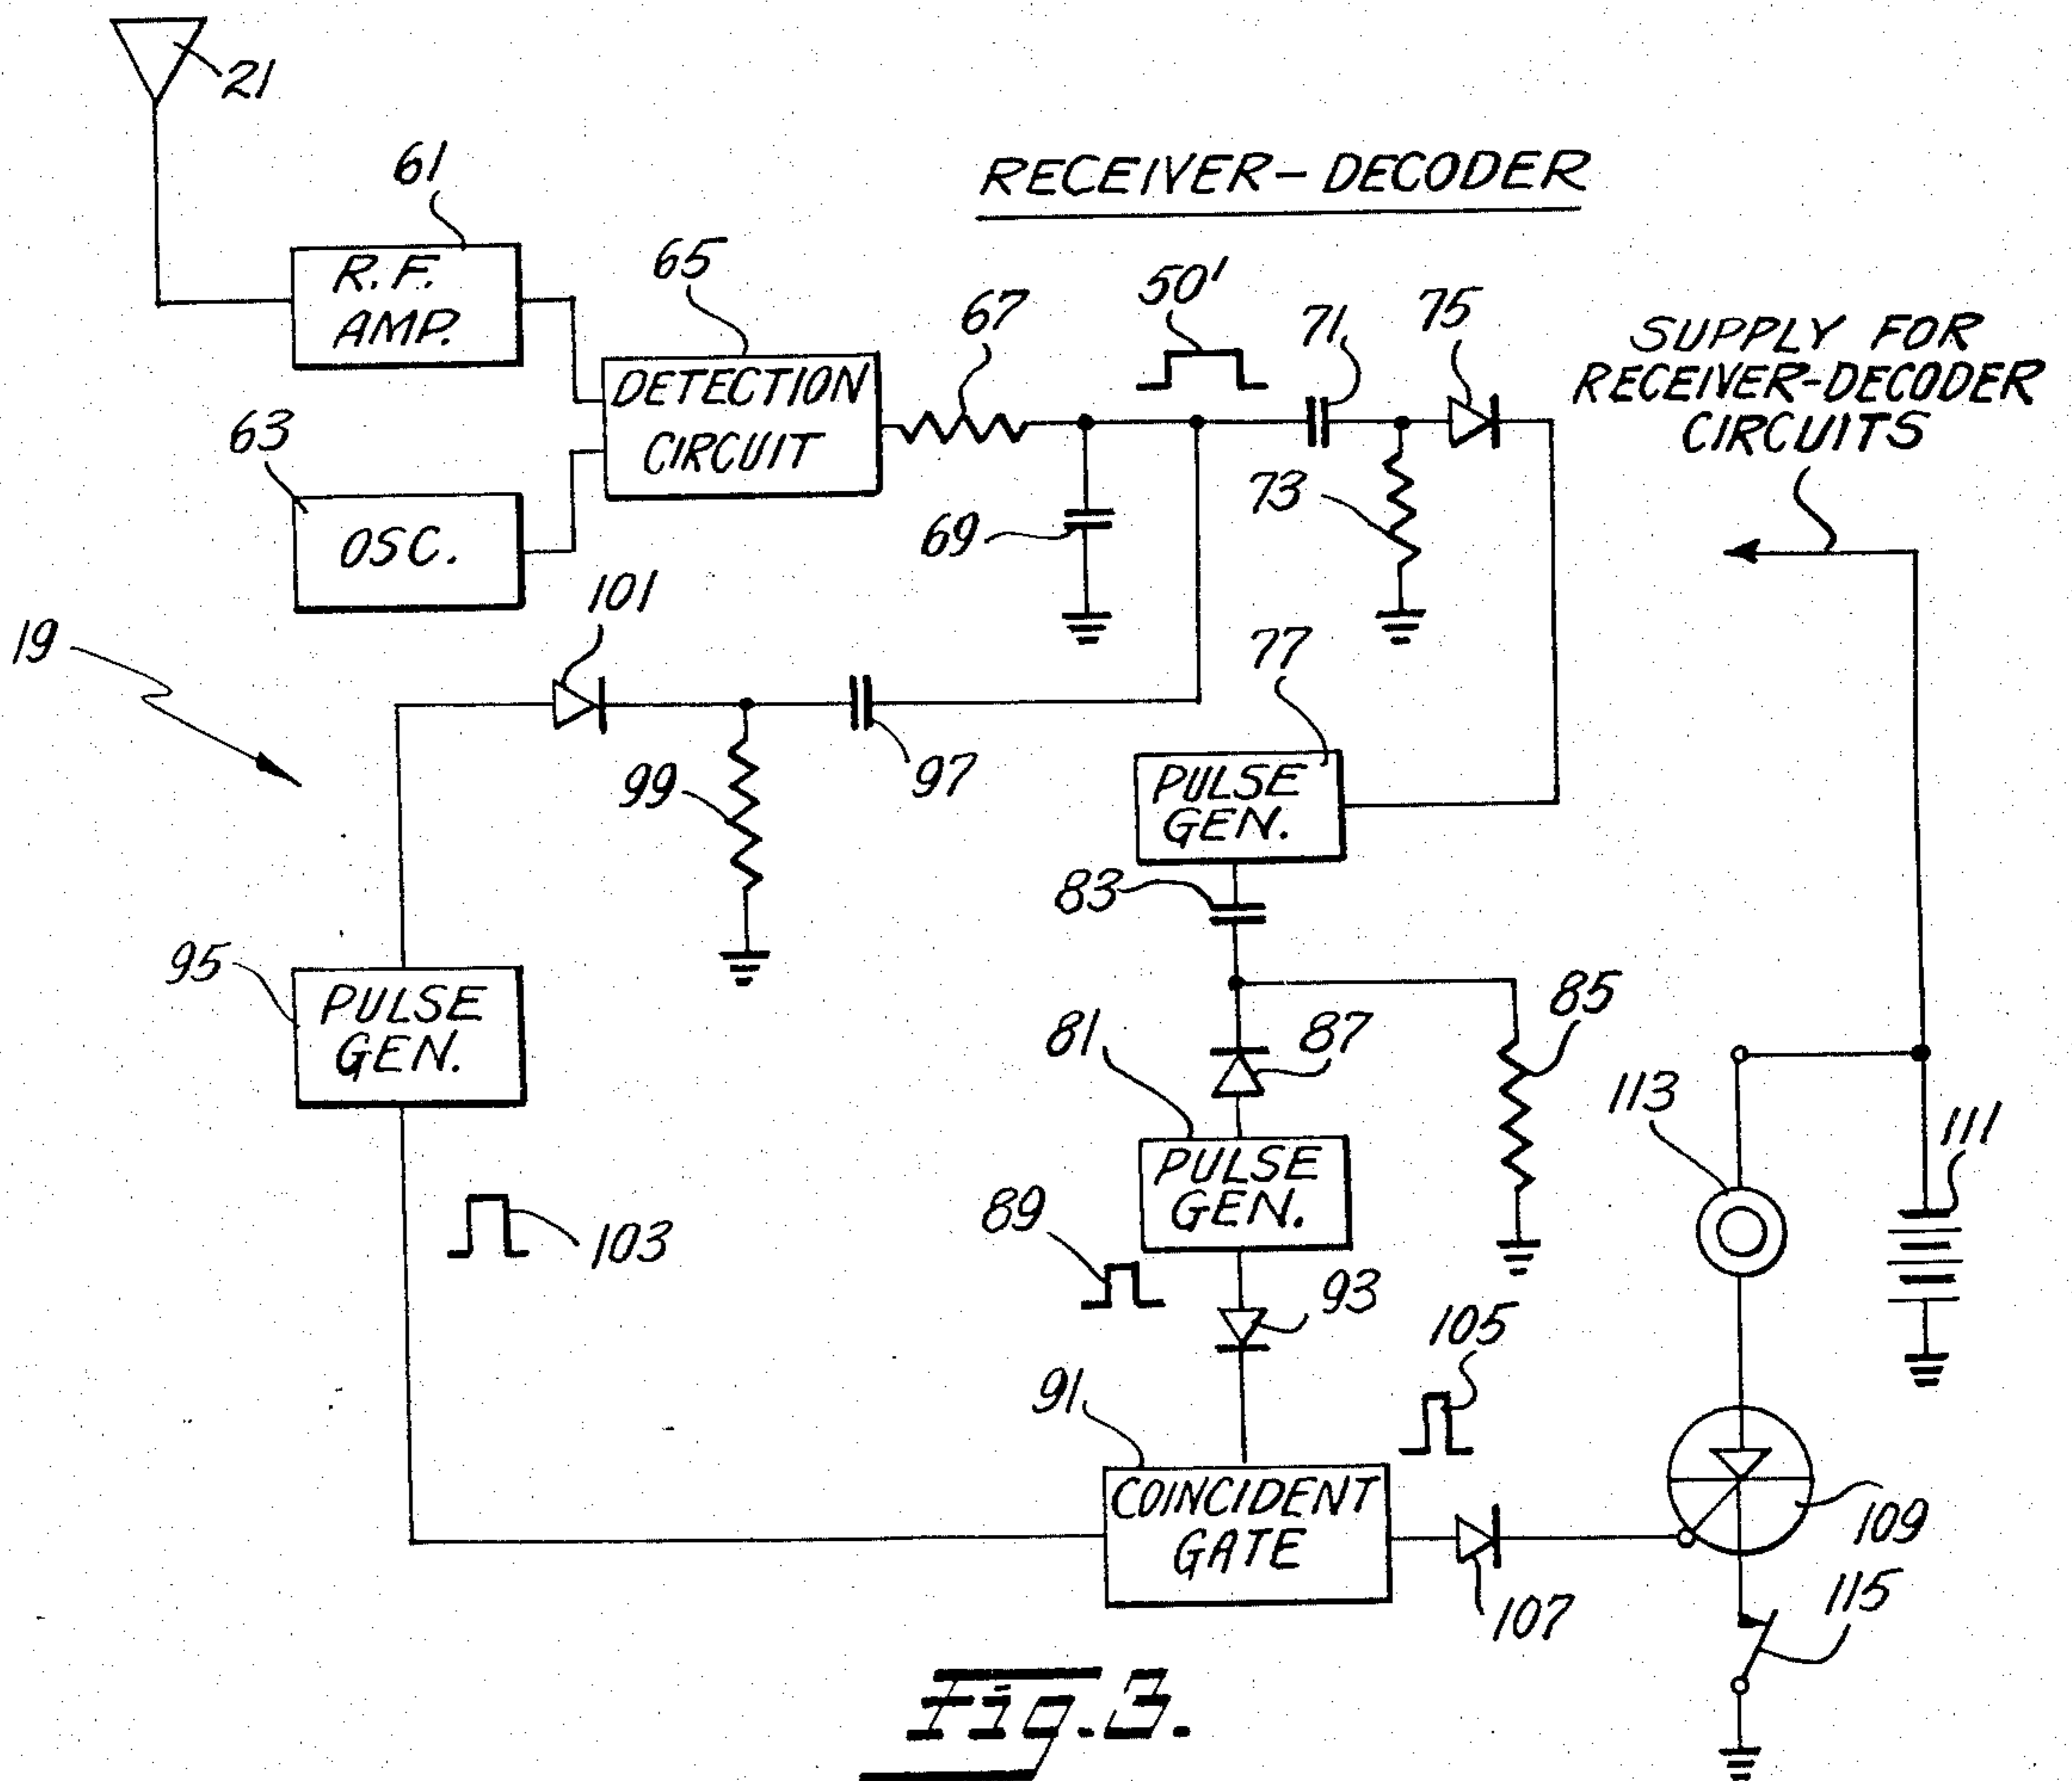 21
61
RECEIVER-DECODER
R.F.
AMP.
65
67
50'
71
75
SUPPLY FOR
RECEIVER-DECODER
CIRCUITS
DETECTION
CIRCUIT
63
OSC.
69
73
101
19
77
99
97
PULSE
GEN.
83
95
PULSE
GEN.
81
87
85
113
111
PULSE
GEN.
89
103
93
105
91
COINCIDENT
GATE
109
107
115
Fig. 3.